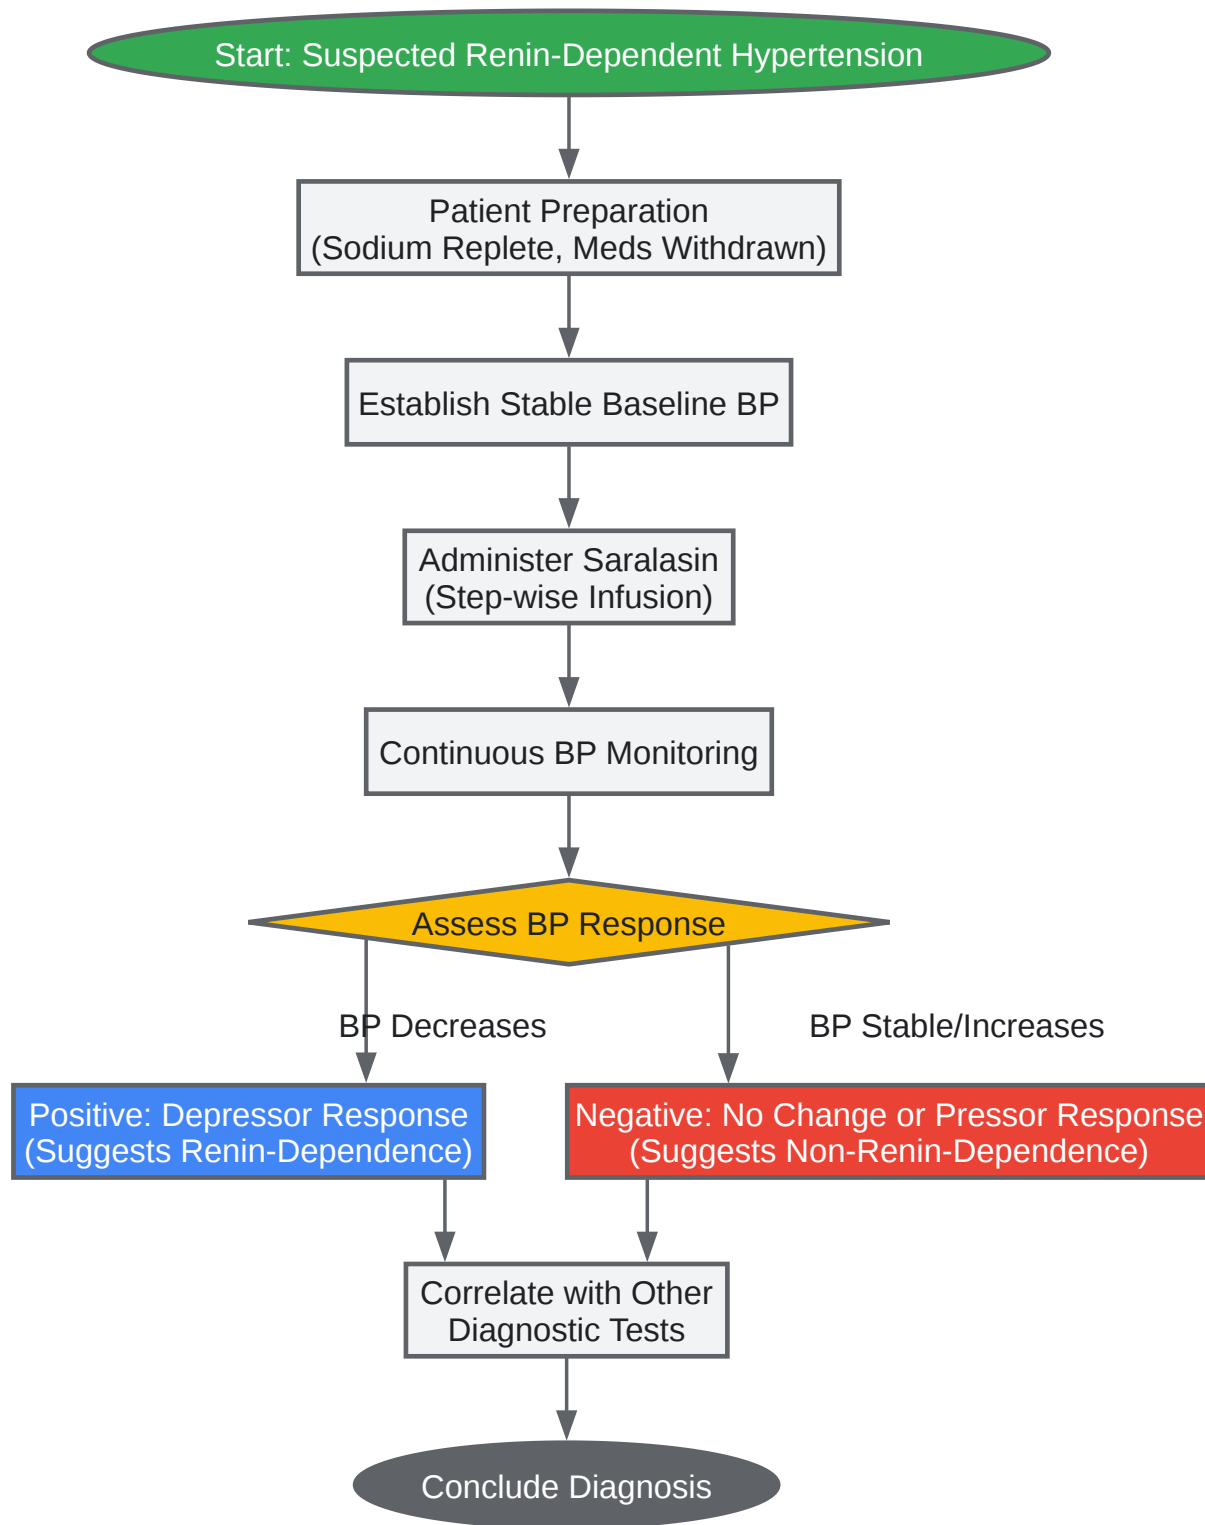 Start: Suspected Renin-Dependent Hypertension
Patient Preparation
(Sodium Replete, Meds Withdrawn)
Establish Stable Baseline BP
Administer Saralasin
(Step-wise Infusion)
Continuous BP Monitoring
Assess BP Response
BP Decreases
BP Stable/Increases
Positive: Depressor Response
(Suggests Renin-Dependence)
Negative: No Change or Pressor Response
(Suggests Non-Renin-Dependence)
Correlate with Other
Diagnostic Tests
Conclude Diagnosis